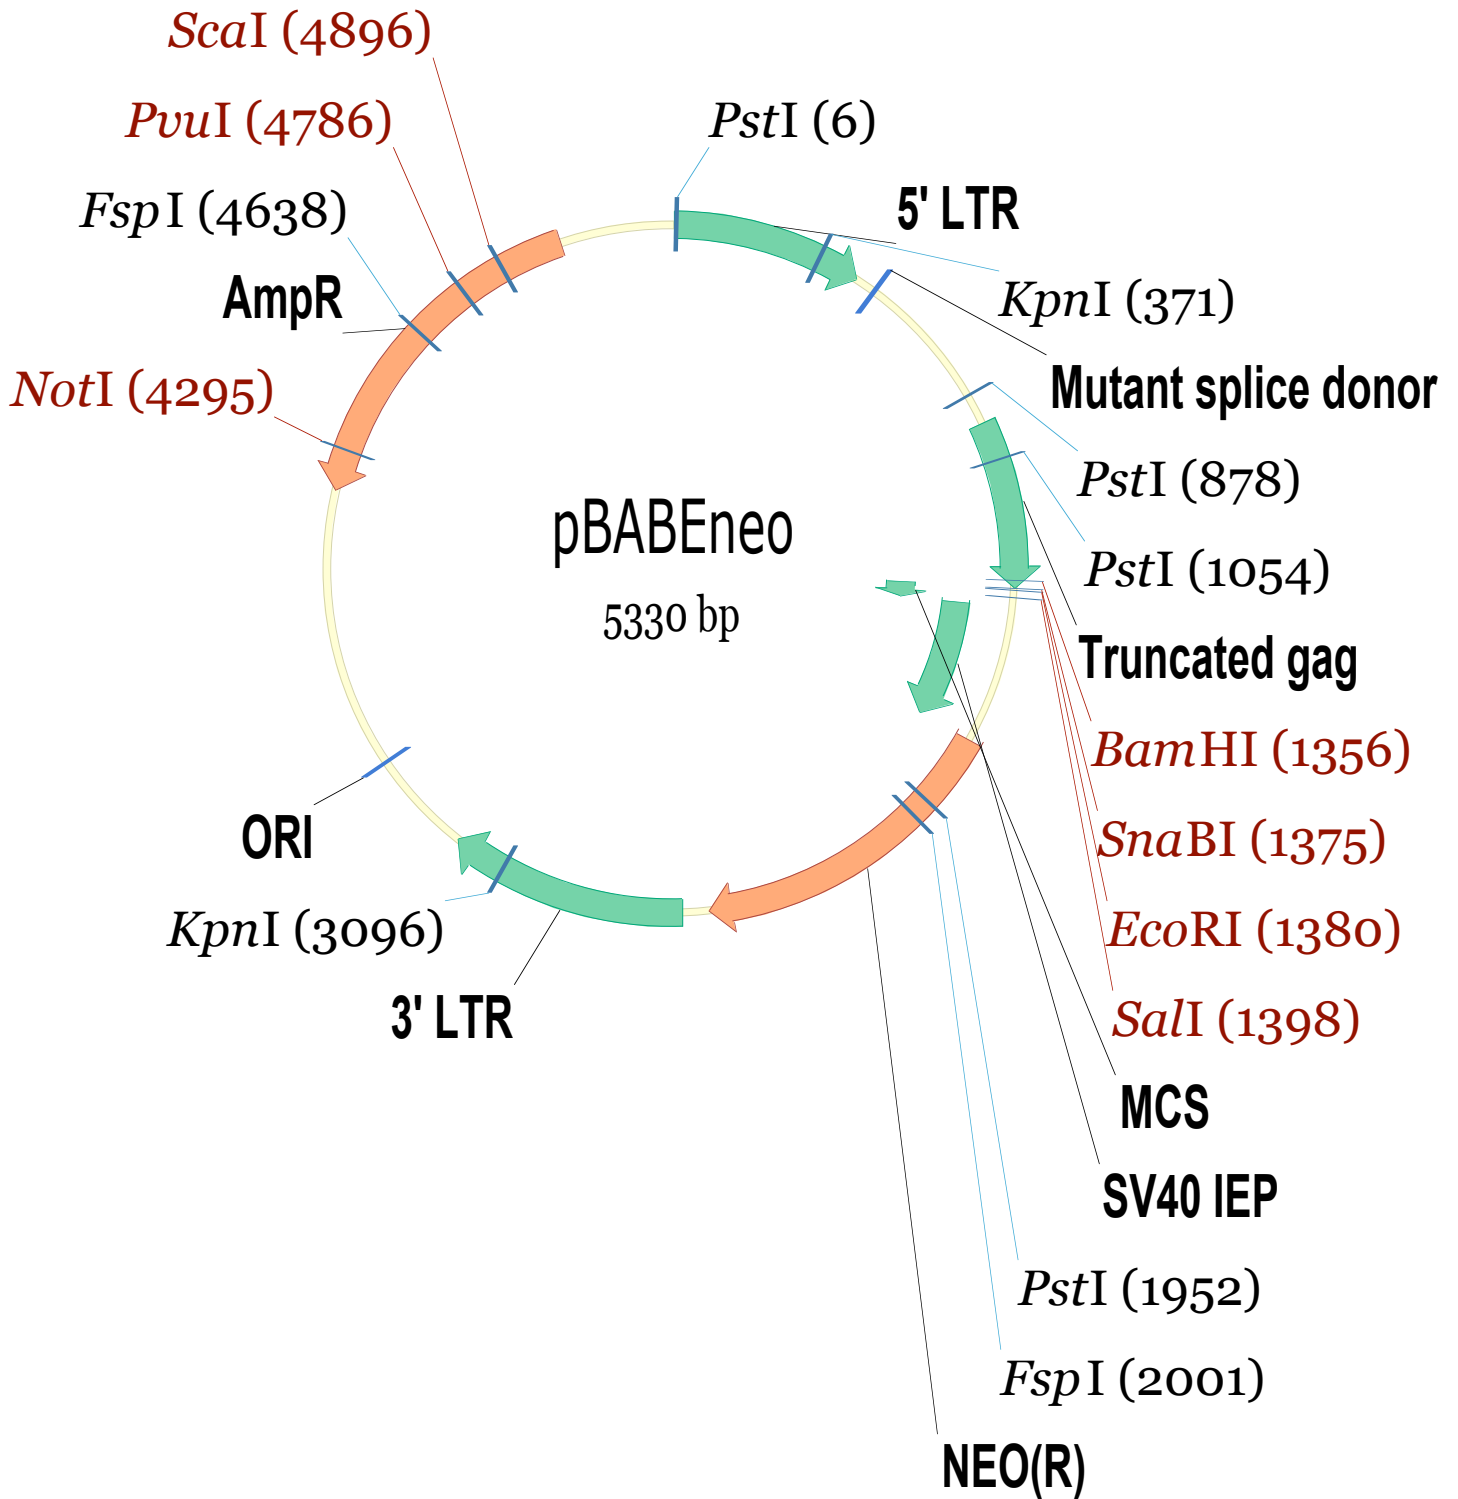 ScaI (4896)
PvuI (4786)
PstI (6)
FspI (4638)
5' LTR
AmpR
KpnI (371)
NotI (4295)
Mutant splice donor
PstI (878)
pBABEneo
PstI (1054)
5330 bp
Truncated gag
BamHI (1356)
ORI
SnaBI (1375)
KpnI (3096)
EcoRI (1380)
3' LTR
SalI (1398)
MCS
SV40 IEP
PstI (1952)
FspI (2001)
NEO(R)